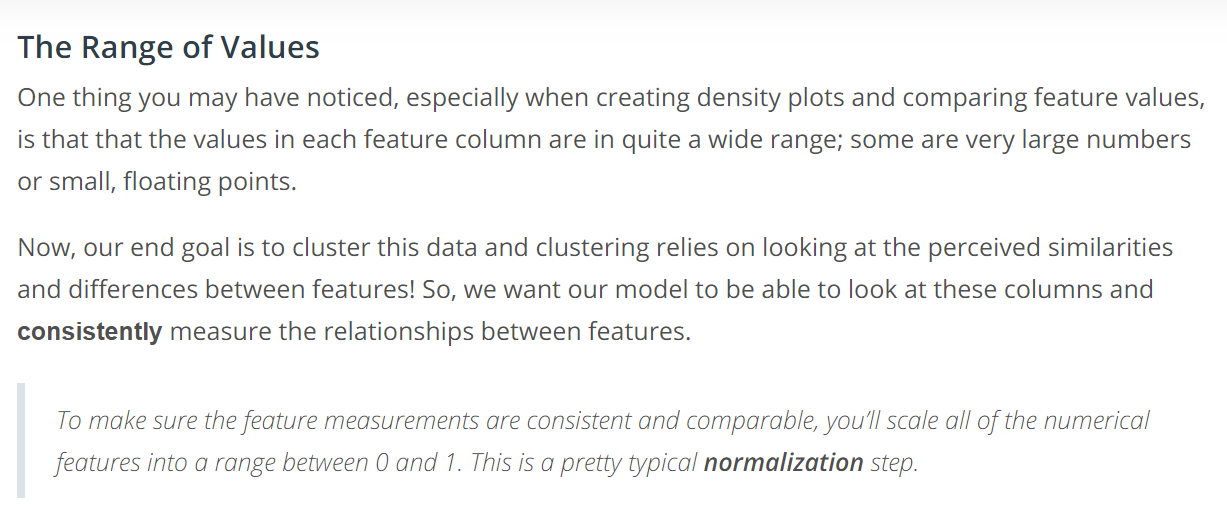 The Range of Values
One thing you may have noticed, especially when creating density plots and comparing feature values,
is that that the values in each feature column are in quite a wide range; some are very large numbers
or small, floating points.
Now, our end goal is to cluster this data and clustering relies on looking at the perceived similarities
and differences between features! So, we want our model to be able to look at these columns and
consistently measure the relationships between features.
To make sure the feature measurements are consistent and comparable, you’ll scale all of the numerical
features into a range between 0 and 1. This is a pretty typical normalization step.